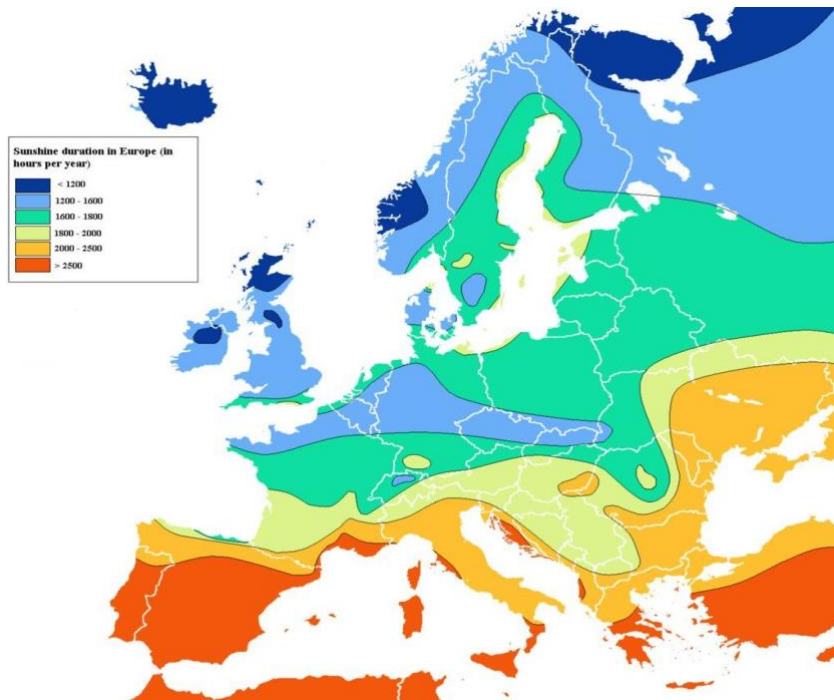 Sunshine duration in Europe (in
hours per year)
< 1200
1200 - 1600
1600 - 1800
1800 - 2000
2000 - 2500
> 2500